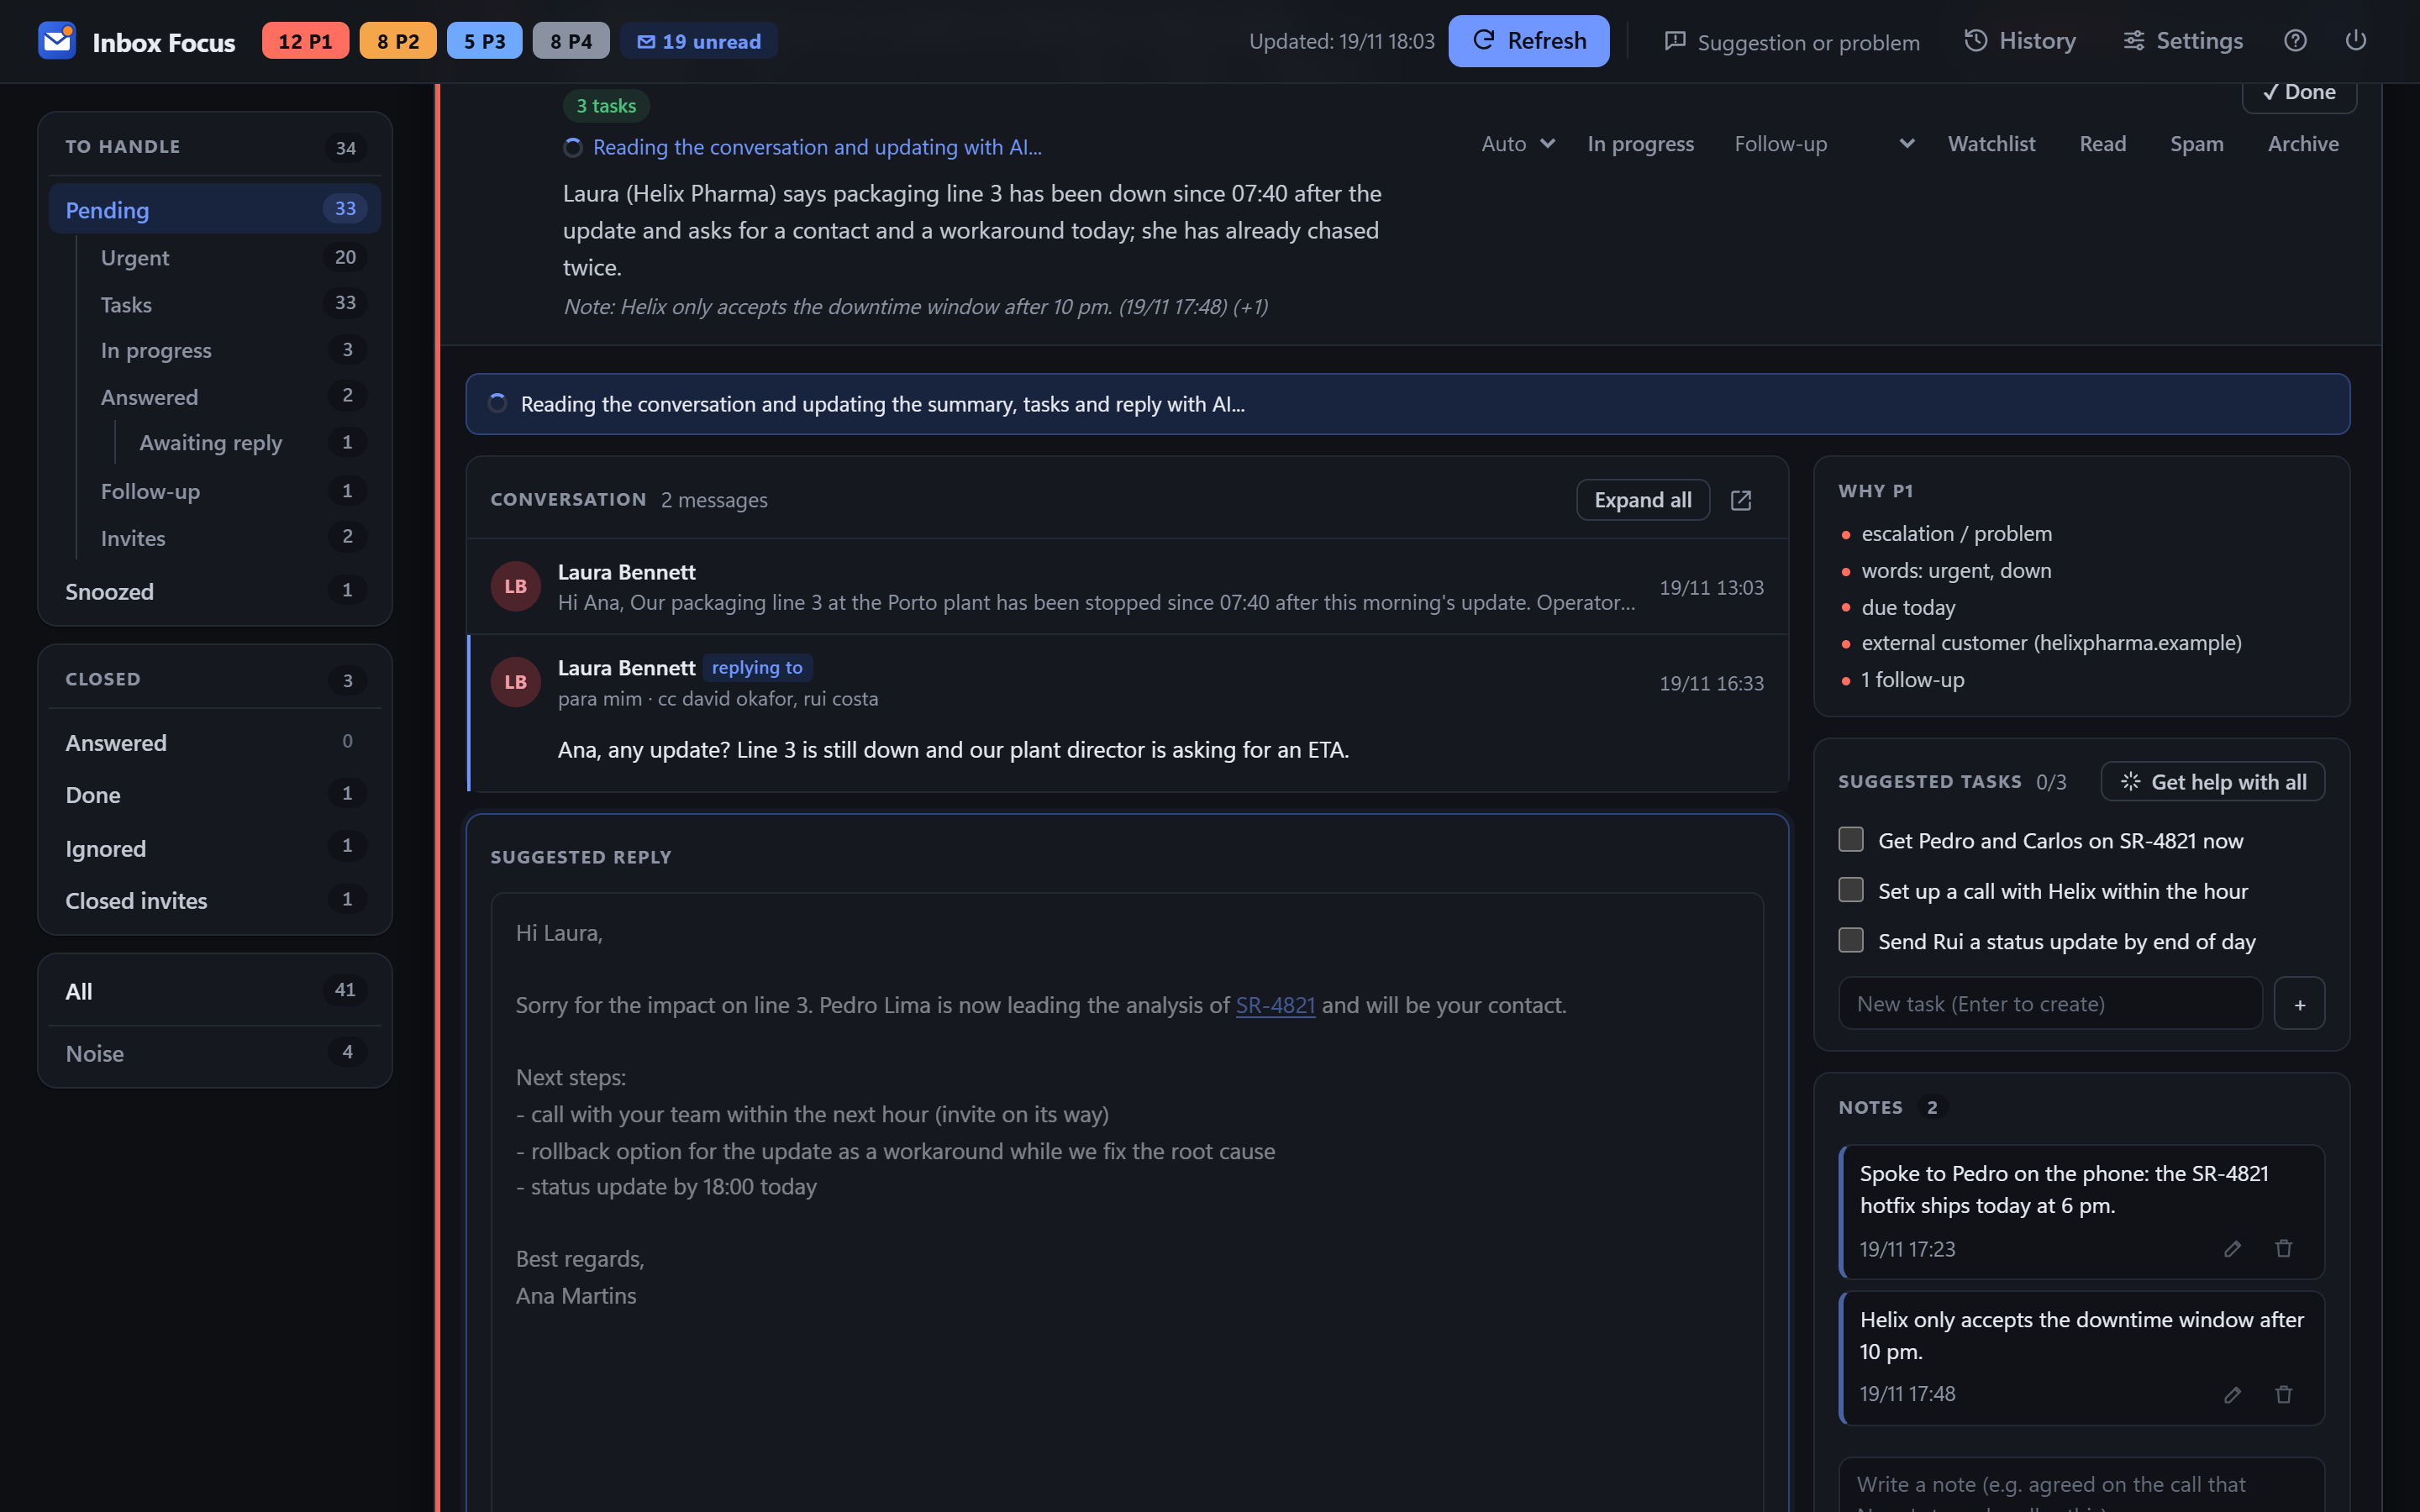 Inbox Focus
12 P1
8 P2
5 P3
8 P4
19 unread
Updated: 19/11 18:03
Refresh
Suggestion or problem
History
Settings
TO HANDLE 34
Pending 33
Urgent 20
Tasks 33
In progress 3
Answered 2
Awaiting reply 1
Follow-up 1
Invites 2
Snoozed 1
CLOSED 3
Answered 0
Done 1
Ignored 1
Closed invites 1
All 41
Noise 4
3 tasks
✓ Done
Reading the conversation and updating with AI...
Auto
In progress
Follow-up
Watchlist
Read
Spam
Archive
Laura (Helix Pharma) says packaging line 3 has been down since 07:40 after the
update and asks for a contact and a workaround today; she has already chased
twice.
Note: Helix only accepts the downtime window after 10 pm. (19/11 17:48) (+1)
Reading the conversation and updating the summary, tasks and reply with AI...
CONVERSATION 2 messages
Expand all
LB
Laura Bennett
Hi Ana, Our packaging line 3 at the Porto plant has been stopped since 07:40 after this morning's update. Operator...
19/11 13:03
LB
Laura Bennett replying to
para mim · cc david okafor, rui costa
19/11 16:33
Ana, any update? Line 3 is still down and our plant director is asking for an ETA.
SUGGESTED REPLY
Hi Laura,
Sorry for the impact on line 3. Pedro Lima is now leading the analysis of SR-4821 and will be your contact.
Next steps:
- call with your team within the next hour (invite on its way)
- rollback option for the update as a workaround while we fix the root cause
- status update by 18:00 today
Best regards,
Ana Martins
WHY P1
escalation / problem
words: urgent, down
due today
external customer (helixpharma.example)
1 follow-up
SUGGESTED TASKS 0/3
Get help with all
Get Pedro and Carlos on SR-4821 now
Set up a call with Helix within the hour
Send Rui a status update by end of day
New task (Enter to create)
+
NOTES 2
Spoke to Pedro on the phone: the SR-4821
hotfix ships today at 6 pm.
19/11 17:23
Helix only accepts the downtime window after
10 pm.
19/11 17:48
Write a note (e.g. agreed on the call that